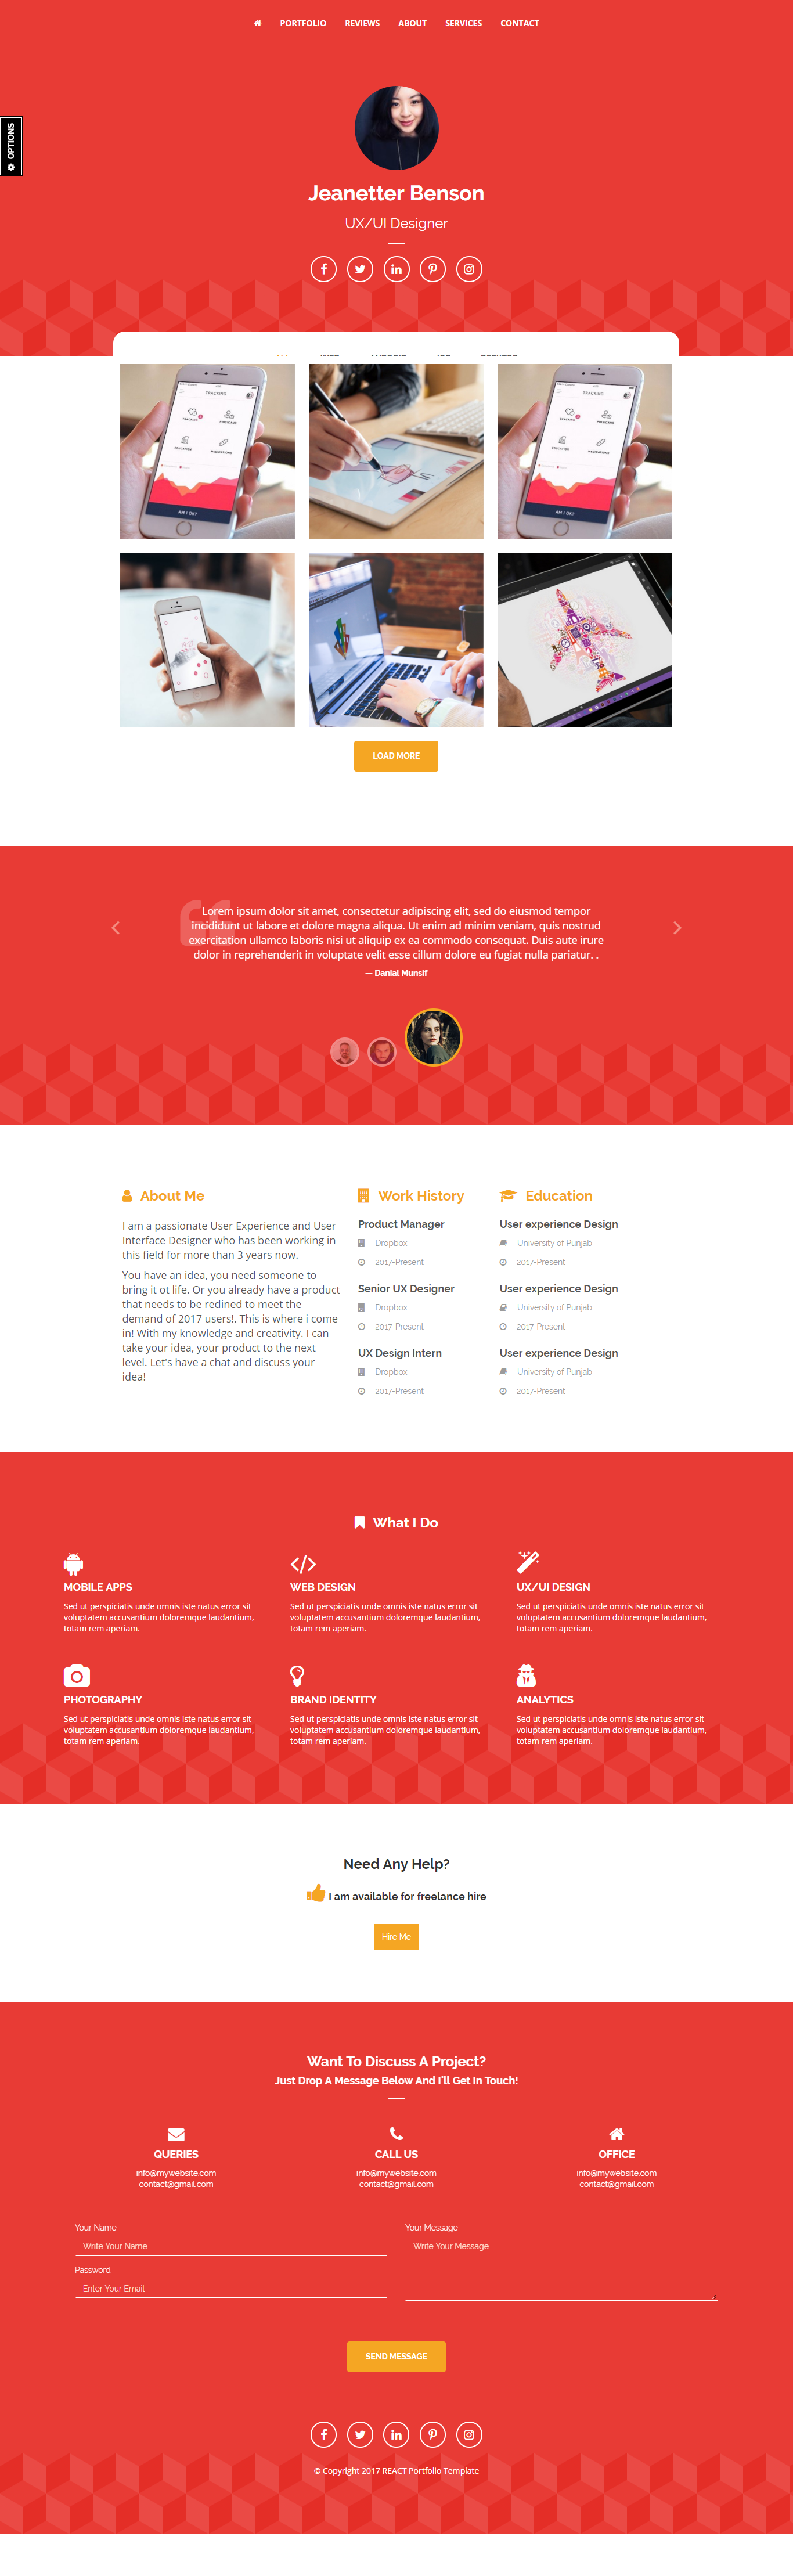 PORTFOLIO REVIEWS ABOUT SERVICES CONTACT
OPTIONS
Jeanetter Benson
UX/UI Designer
TRACKING
TRACKING
PHYSICIANS
EDUCATION
MEDICATIONS
AM I OK?
TRACKING
TRACKING
PHYSICIANS
EDUCATION
MEDICATIONS
AM I OK?
LOAD MORE
Lorem ipsum dolor sit amet, consectetur adipiscing elit, sed do eiusmod tempor
incididunt ut labore et dolore magna aliqua. Ut enim ad minim veniam, quis nostrud
exercitation ullamco laboris nisi ut aliquip ex ea commodo consequat. Duis aute irure
dolor in reprehenderit in voluptate velit esse cillum dolore eu fugiat nulla pariatur. .
— Danial Munsif
About Me
I am a passionate User Experience and User
Interface Designer who has been working in
this field for more than 3 years now.
You have an idea, you need someone to
bring it ot life. Or you already have a product
that needs to be redined to meet the
demand of 2017 users!. This is where i come
in! With my knowledge and creativity. I can
take your idea, your product to the next
level. Let's have a chat and discuss your
idea!
Work History
Product Manager
Dropbox
2017-Present
Senior UX Designer
Dropbox
2017-Present
UX Design Intern
Dropbox
2017-Present
Education
User experience Design
University of Punjab
2017-Present
User experience Design
University of Punjab
2017-Present
User experience Design
University of Punjab
2017-Present
What I Do
MOBILE APPS
Sed ut perspiciatis unde omnis iste natus error sit
voluptatem accusantium doloremque laudantium,
totam rem aperiam.
WEB DESIGN
Sed ut perspiciatis unde omnis iste natus error sit
voluptatem accusantium doloremque laudantium,
totam rem aperiam.
UX/UI DESIGN
Sed ut perspiciatis unde omnis iste natus error sit
voluptatem accusantium doloremque laudantium,
totam rem aperiam.
PHOTOGRAPHY
Sed ut perspiciatis unde omnis iste natus error sit
voluptatem accusantium doloremque laudantium,
totam rem aperiam.
BRAND IDENTITY
Sed ut perspiciatis unde omnis iste natus error sit
voluptatem accusantium doloremque laudantium,
totam rem aperiam.
ANALYTICS
Sed ut perspiciatis unde omnis iste natus error sit
voluptatem accusantium doloremque laudantium,
totam rem aperiam.
Need Any Help?
I am available for freelance hire
Hire Me
Want To Discuss A Project?
Just Drop A Message Below And I'll Get In Touch!
QUERIES
info@mywebsite.com
contact@gmail.com
CALL US
info@mywebsite.com
contact@gmail.com
OFFICE
info@mywebsite.com
contact@gmail.com
Your Name
Write Your Name
Password
Enter Your Email
Your Message
Write Your Message
SEND MESSAGE
© Copyright 2017 REACT Portfolio Template